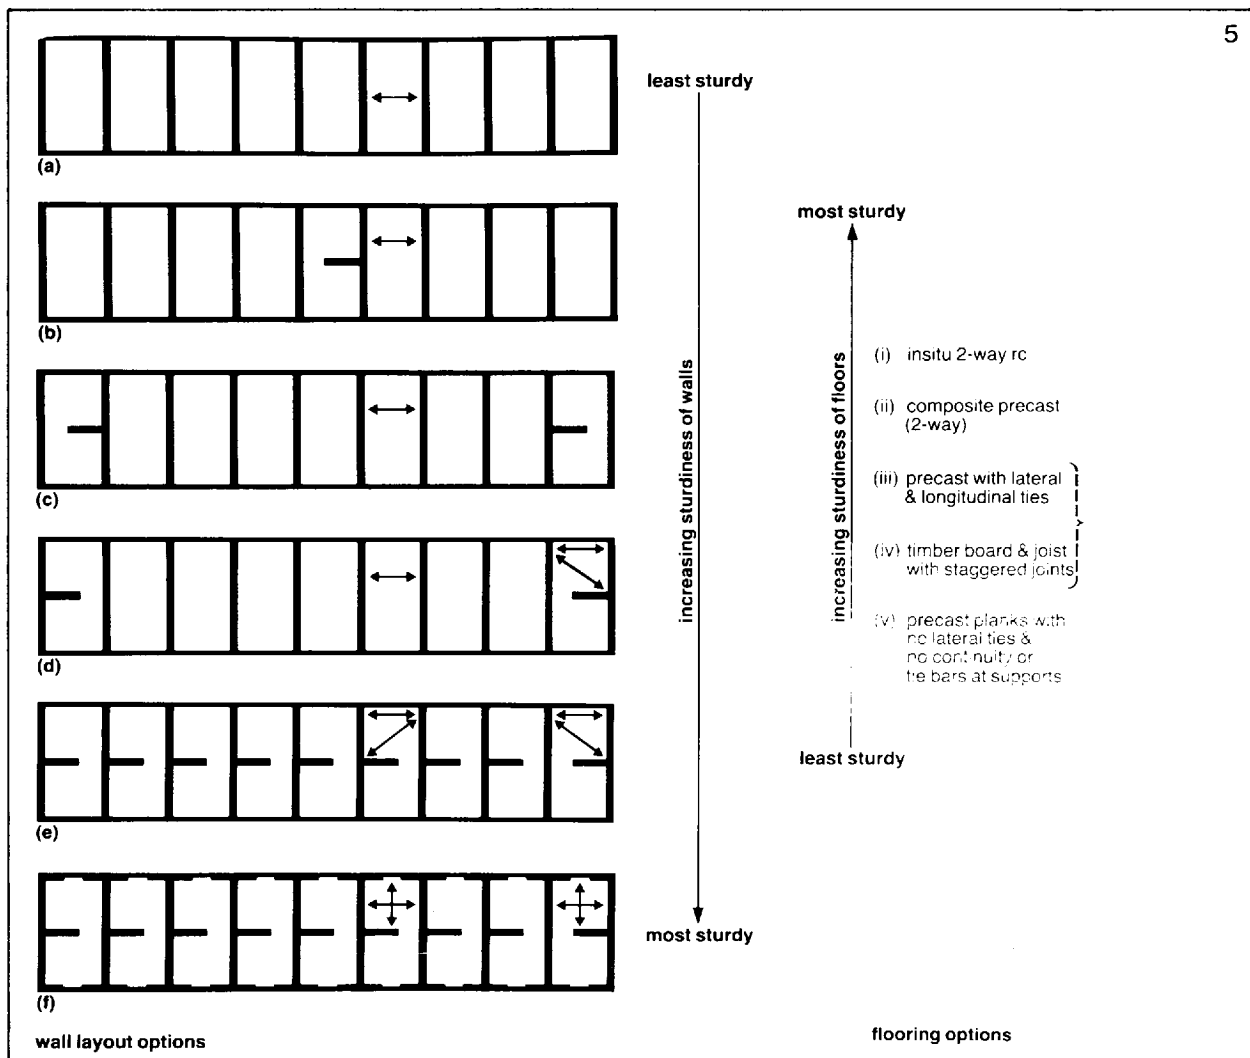 5
least sturdy
(a)
(b)
(c)
(d)
(e)
(f)
increasing sturdiness of walls
most sturdy
wall layout options
most sturdy
increasing sturdiness of floors
(i) insitu 2-way rc
(ii) composite precast
(2-way)
(iii) precast with lateral
& longitudinal ties
(iv) timber board & joist
with staggered joints
(v) precast planks with
no lateral ties &
no continuity or
tie bars at supports
least sturdy
flooring options